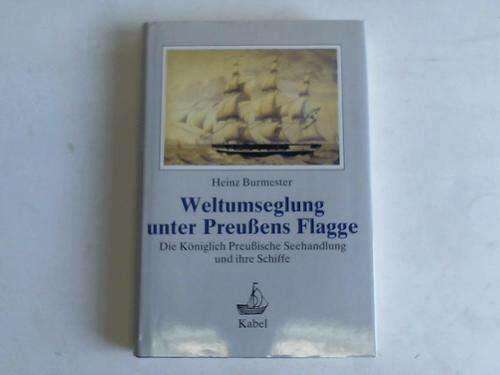 Heinz Burmester
Weltumseglung
unter Preußens Flagge
Die Königlich Preußische Seehandlung
und ihre Schiffe
Kabel